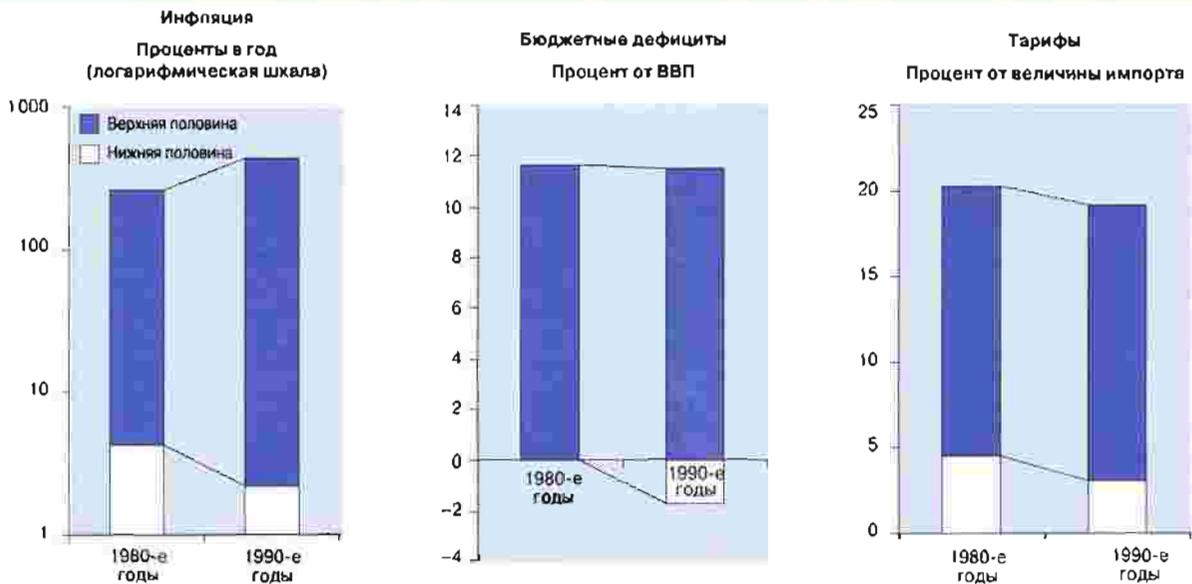 Инфляция
Проценты в год
(логарифмическая шкала)
1000
100
10
1
Верхняя половина
Нижняя половина
1980-е
годы
1990-е
годы
Бюджетные дефициты
Процент от ВВП
14
12
10
8
6
4
2
0
−2
−4
1980-е
годы
1990-е
годы
Тарифы
Процент от величины импорта
25
20
15
10
5
0
1980-е
годы
1990-е
годы